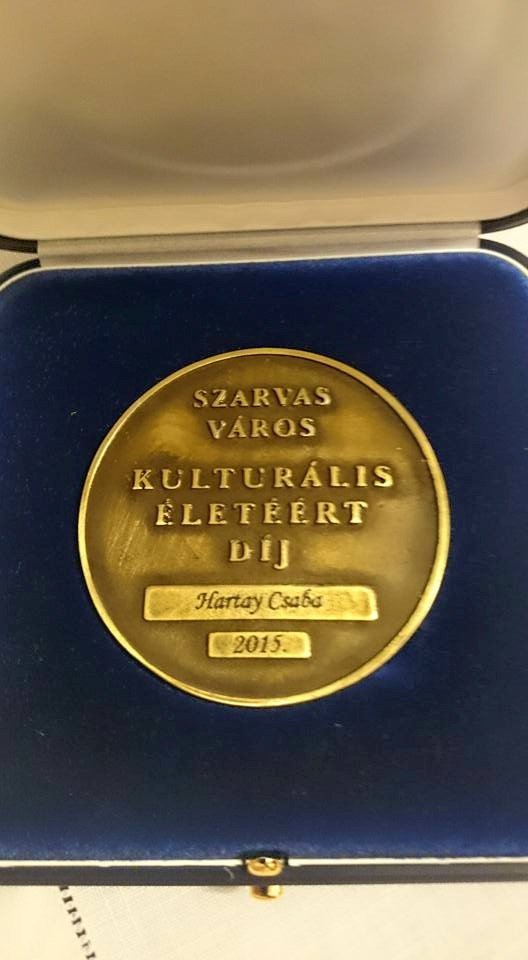 SZARVAS
VÁROS
KULTURÁLIS
ÉLETÉÉRT
DÍJ
Hartay Csaba
2015.